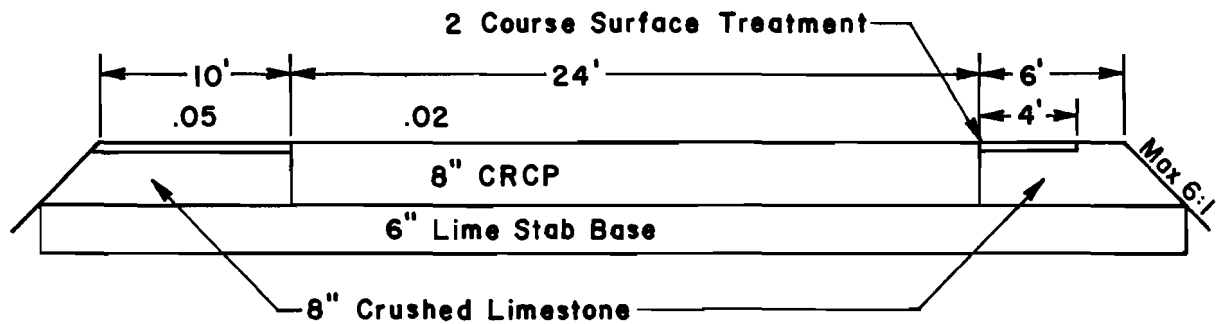 2 Course Surface Treatment
10' 24' 6'
4'
.05 .02
8" CRCP
Max 6:1
6" Lime Stab Base
8" Crushed Limestone